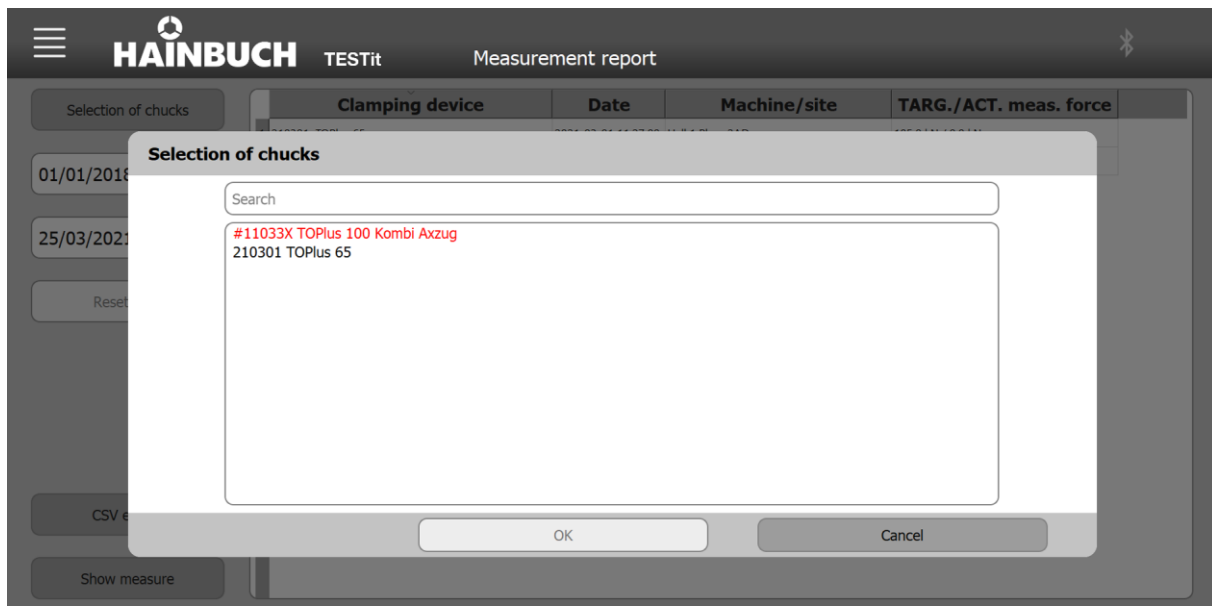 HAINBUCH TESTit Measurement report
Selection of chucks
Clamping device Date Machine/site TARG./ACT. meas. force
Selection of chucks
01/01/2018
Search
#11033X TOPlus 100 Kombi Axzug
25/03/2021
210301 TOPlus 65
Reset
CSV e
OK Cancel
Show measure